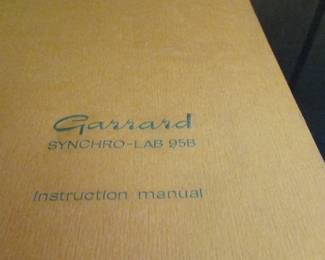 Garrard
SYNCHRO-LAB 95B
instruction manual